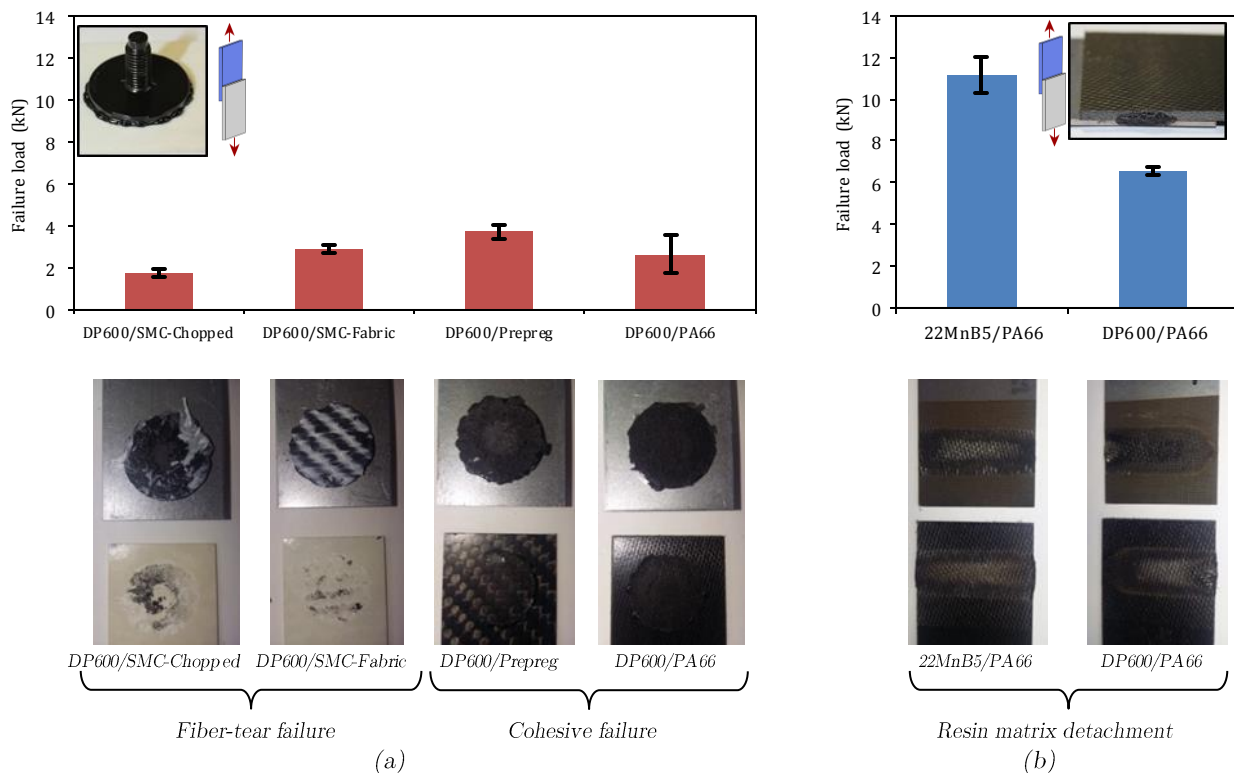 14
12
10
8
6
4
2
0
Failure load (kN)
DP600/SMC-Chopped
DP600/SMC-Fabric
DP600/Prepreg
DP600/PA66
14
12
10
8
6
4
2
0
Failure load (kN)
22MnB5/PA66
DP600/PA66
DP600/SMC-Chopped
DP600/SMC-Fabric
DP600/Prepreg
DP600/PA66
22MnB5/PA66
DP600/PA66
Fiber-tear failure
Cohesive failure
Resin matrix detachment
(a)
(b)